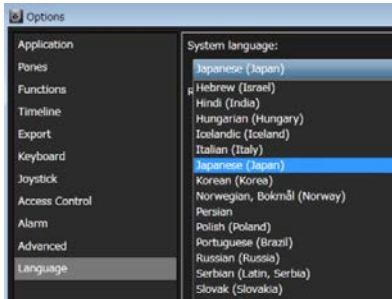 Options
Application
Panes
Functions
Timeline
Export
Keyboard
Joystick
Access Control
Alarm
Advanced
Language
System language:
Japanese (Japan)
R
Hebrew (Israel)
Hindi (India)
Hungarian (Hungary)
Icelandic (Iceland)
Italian (Italy)
Japanese (Japan)
Korean (Korea)
Norwegian, Bokmål (Norway)
Persian
Polish (Poland)
Portuguese (Brazil)
Russian (Russia)
Serbian (Latin, Serbia)
Slovak (Slovakia)